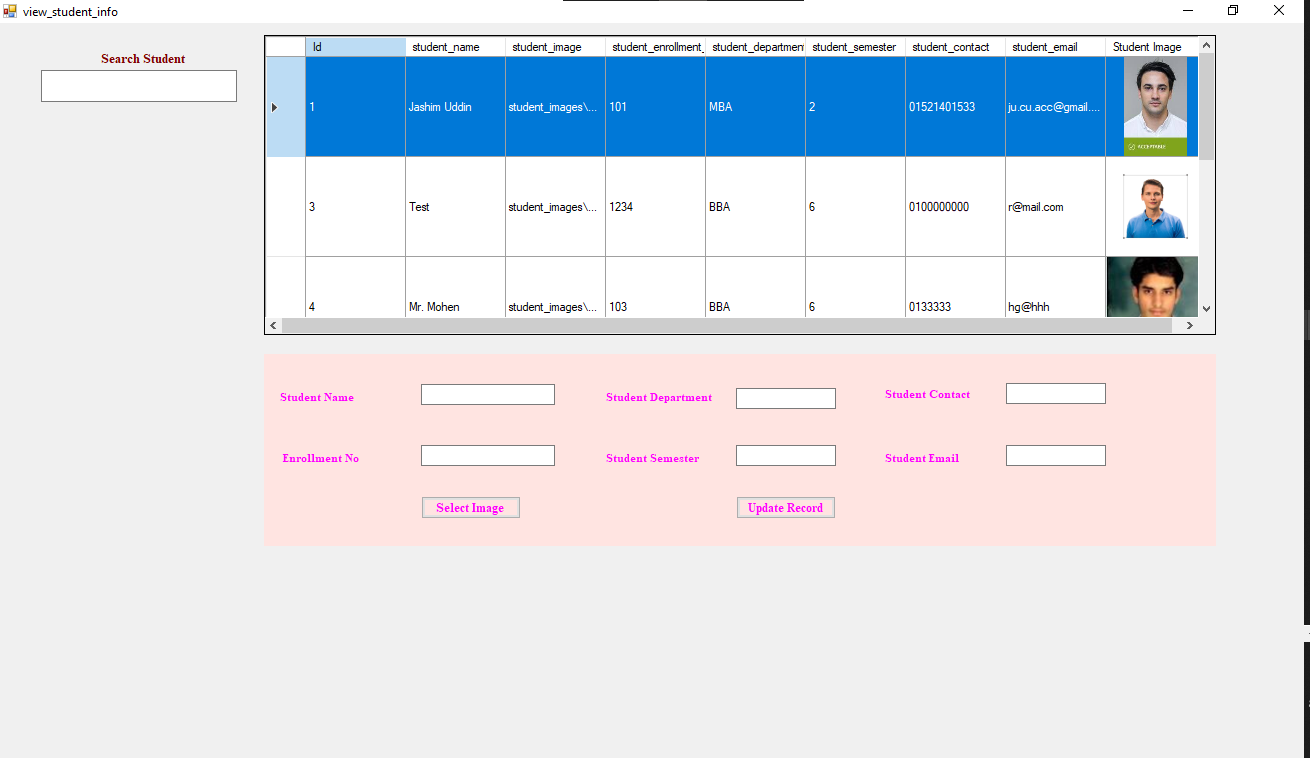 view_student_info
Search Student
Id student_name student_image student_enrollment_ student_departmen student_semester student_contact student_email Student Image
1 Jashim Uddin student_images\... 101 MBA 2 01521401533 ju.cu.acc@gmail....
ACCEPTABLE
3 Test student_images\... 1234 BBA 6 0100000000 r@mail.com
4 Mr. Mohen student_images\... 103 BBA 6 0133333 hg@hhh
Student Name Student Department Student Contact
Enrollment No Student Semester Student Email
Select Image Update Record